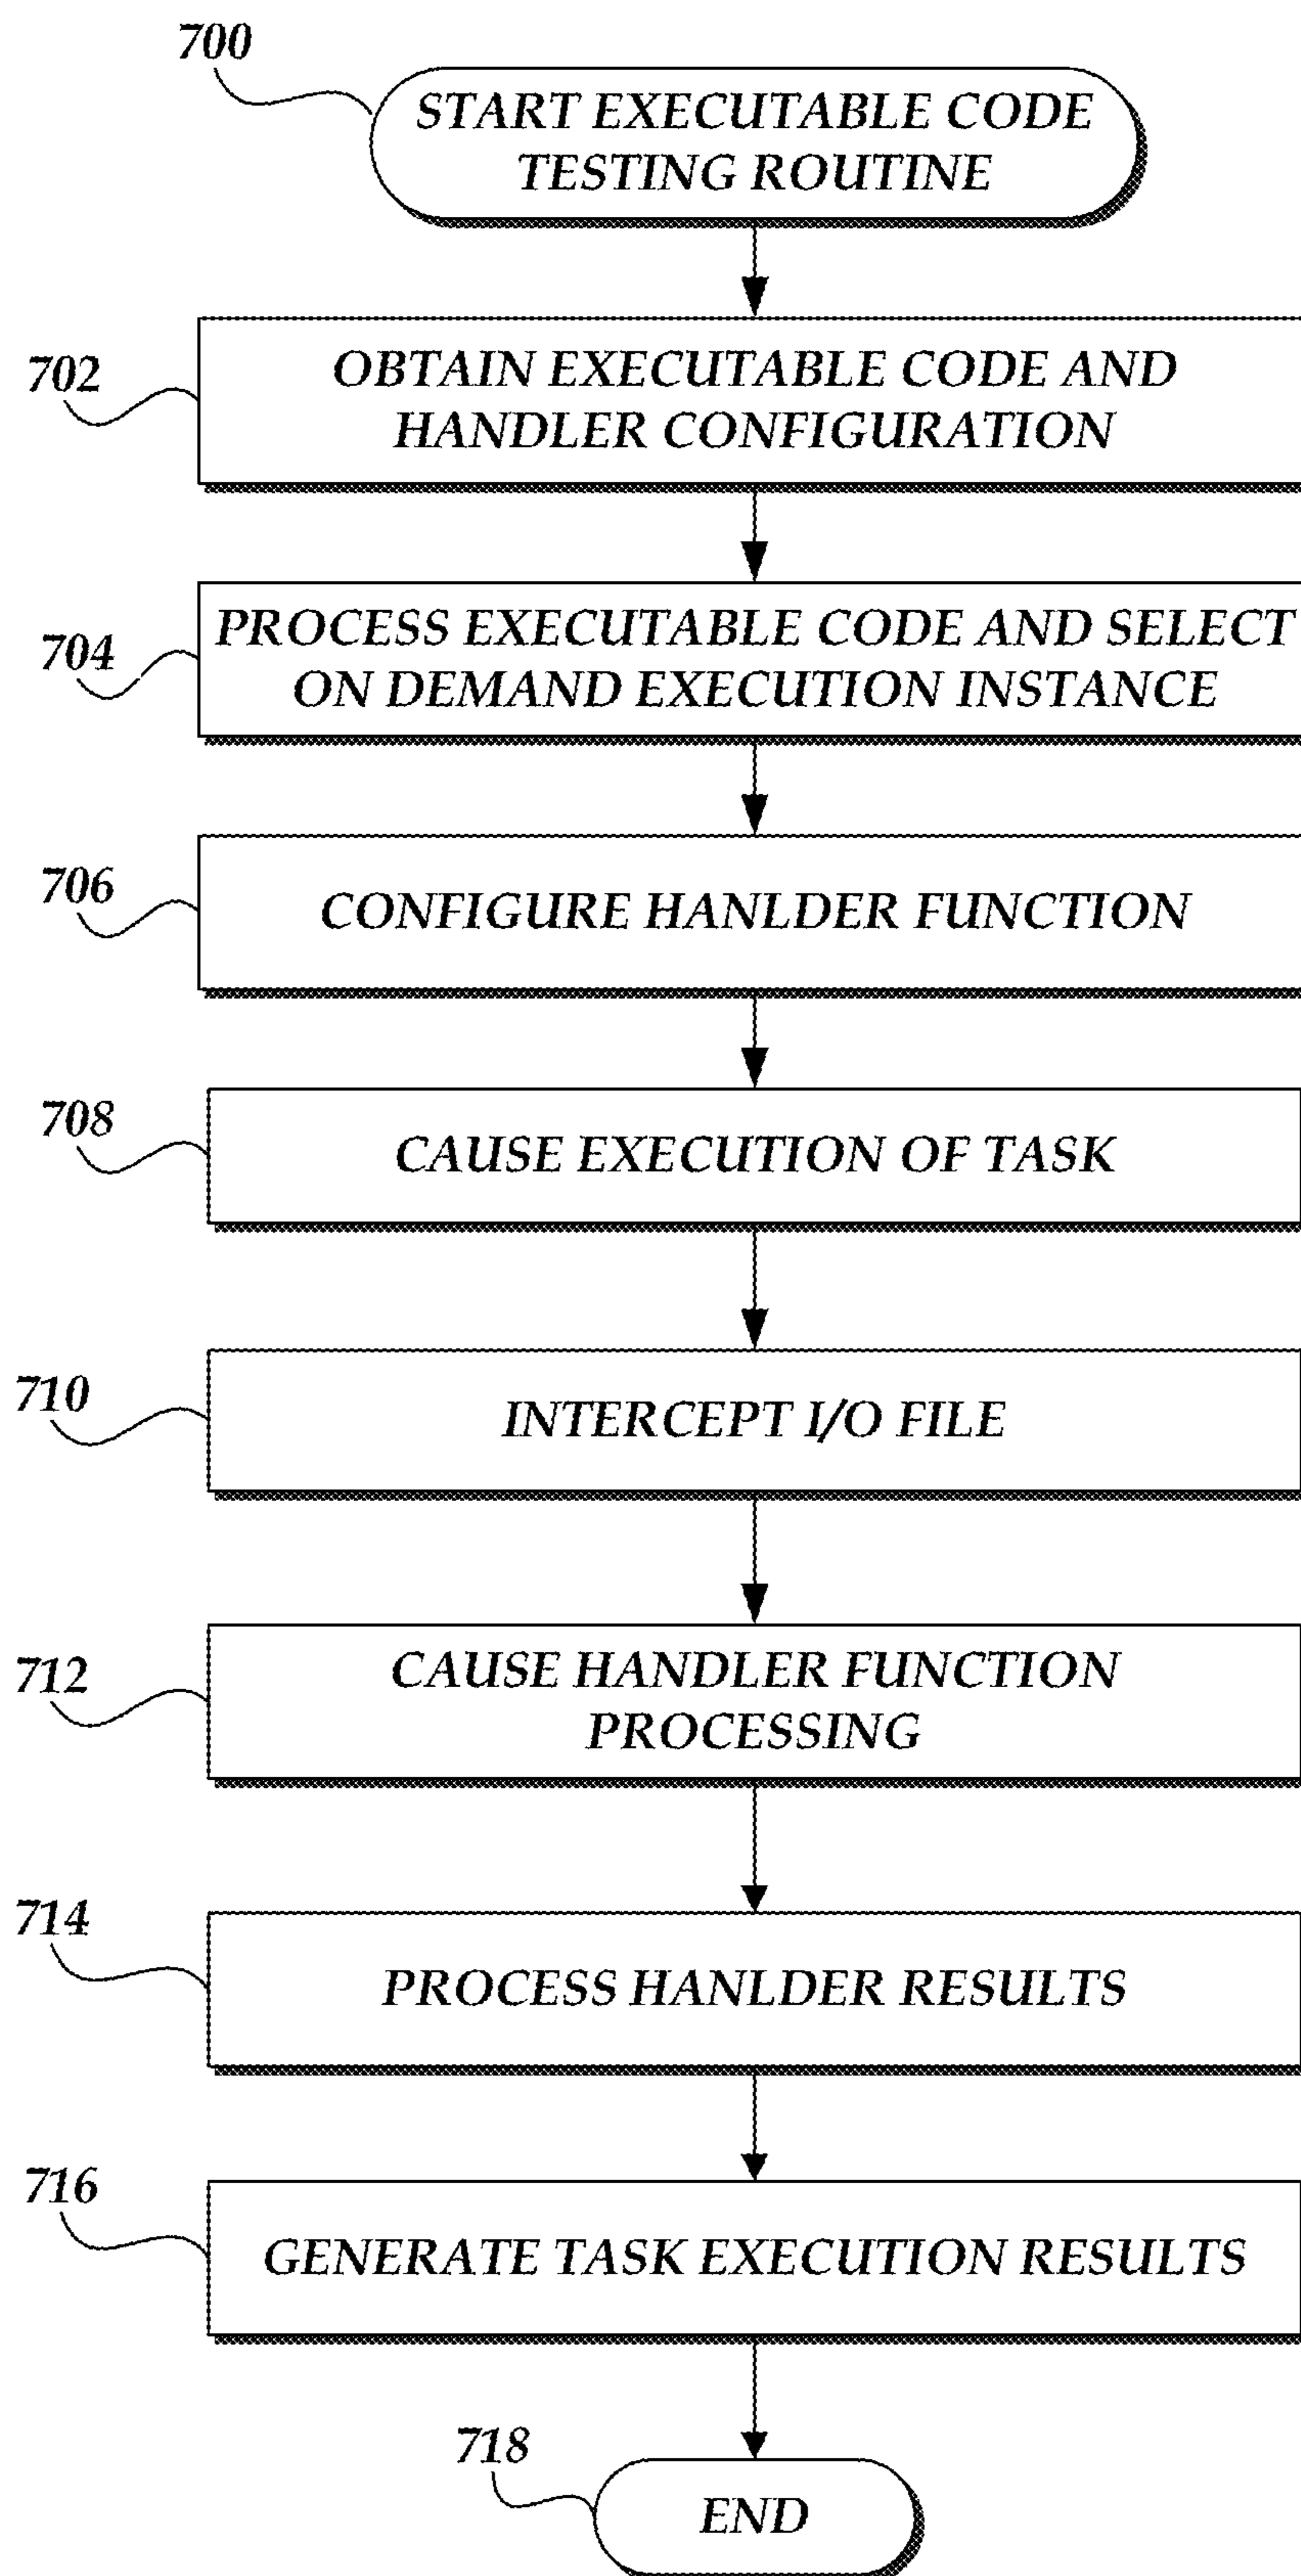 700
START EXECUTABLE CODE
TESTING ROUTINE
702
OBTAIN EXECUTABLE CODE AND
HANDLER CONFIGURATION
704
PROCESS EXECUTABLE CODE AND SELECT
ON DEMAND EXECUTION INSTANCE
706
CONFIGURE HANLDER FUNCTION
708
CAUSE EXECUTION OF TASK
710
INTERCEPT I/O FILE
712
CAUSE HANDLER FUNCTION
PROCESSING
714
PROCESS HANLDER RESULTS
716
GENERATE TASK EXECUTION RESULTS
718
END